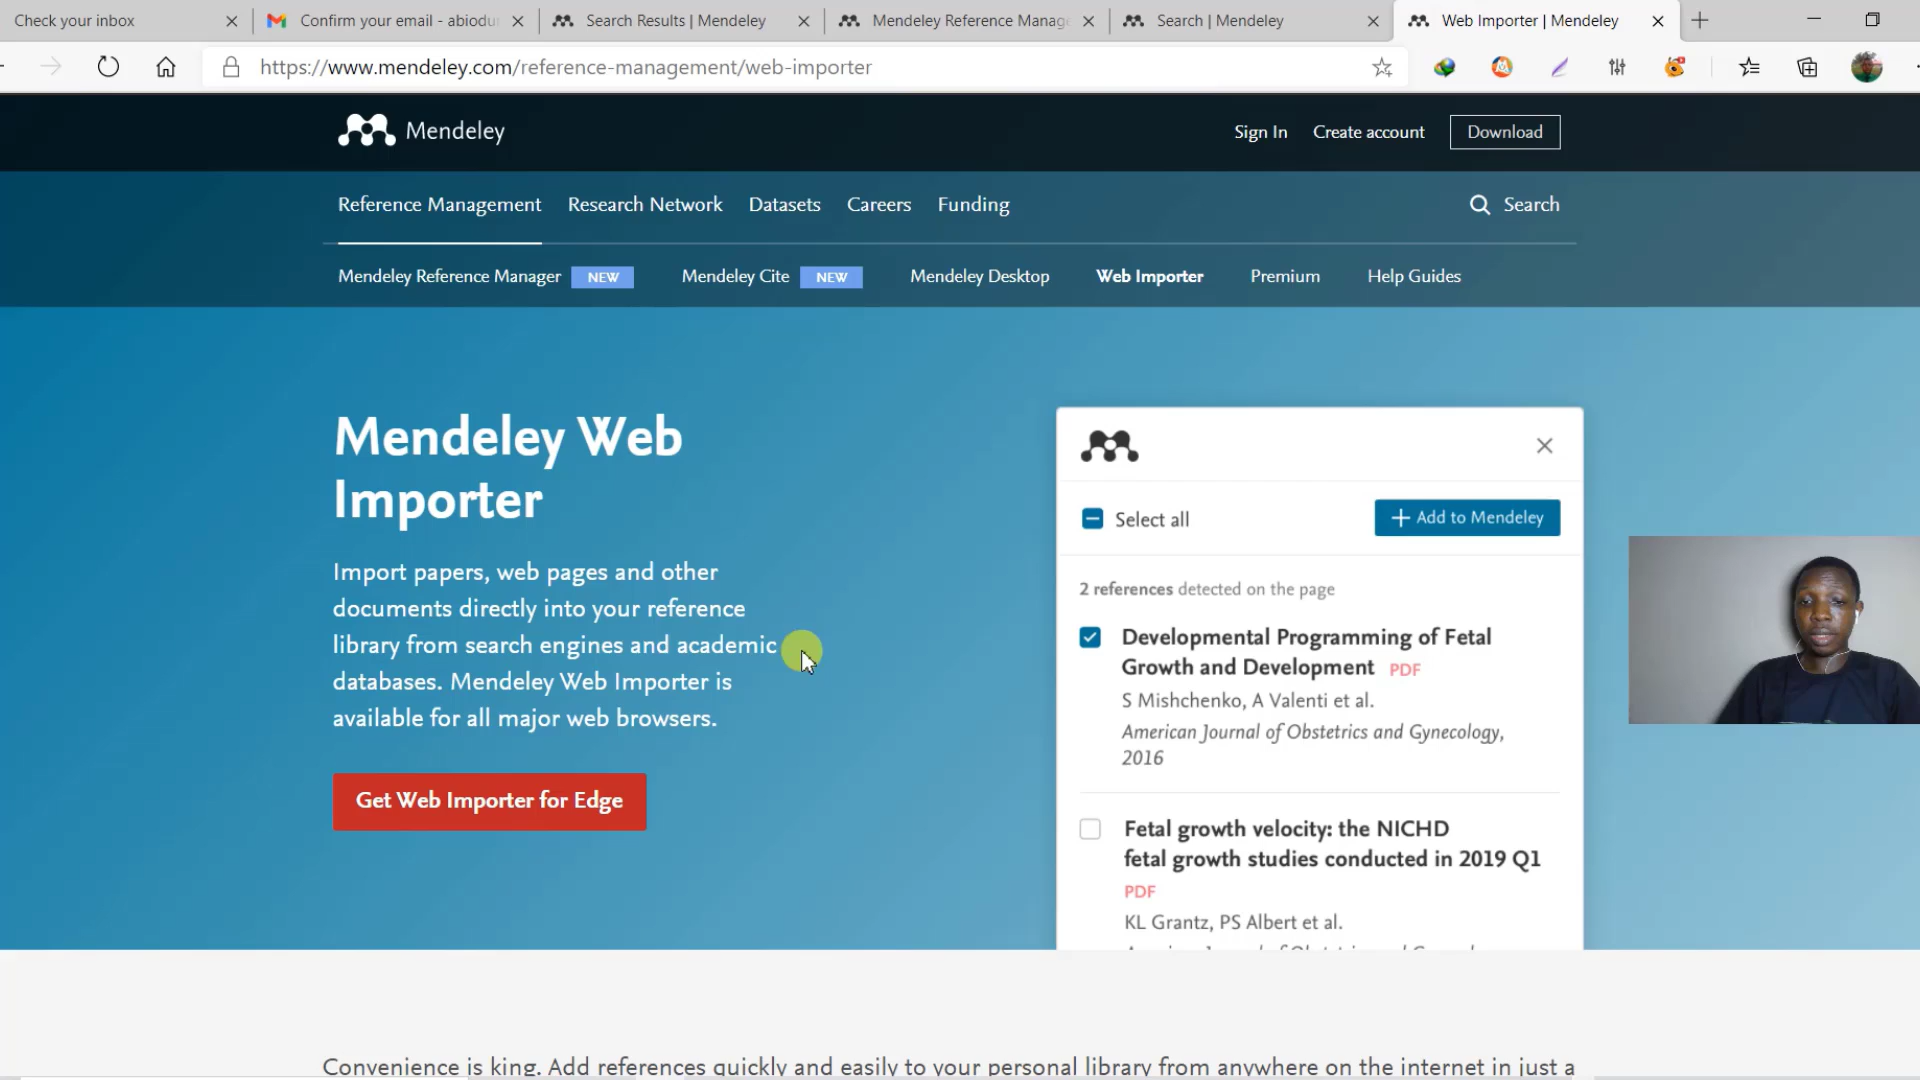 Check your inbox
Confirm your email - abiodu
Search Results | Mendeley
Mendeley Reference Manag
Search | Mendeley
Web Importer | Mendeley
https://www.mendeley.com/reference-management/web-importer
Mendeley
Sign In
Create account
Download
Reference Management
Research Network
Datasets
Careers
Funding
Search
Mendeley Reference Manager NEW
Mendeley Cite NEW
Mendeley Desktop
Web Importer
Premium
Help Guides
Mendeley Web
Importer
Import papers, web pages and other
documents directly into your reference
library from search engines and academic
databases. Mendeley Web Importer is
available for all major web browsers.
Get Web Importer for Edge
Select all
+ Add to Mendeley
2 references detected on the page
Developmental Programming of Fetal
Growth and Development PDF
S Mishchenko, A Valenti et al.
American Journal of Obstetrics and Gynecology,
2016
Fetal growth velocity: the NICHD
fetal growth studies conducted in 2019 Q1
PDF
KL Grantz, PS Albert et al.
Convenience is king. Add references quickly and easily to your personal library from anywhere on the internet in just a